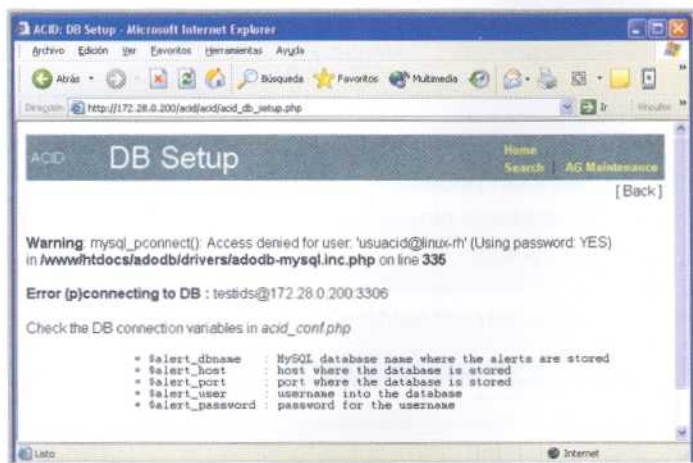 ACID: DB Setup - Microsoft Internet Explorer
Archivo Edición Ver Favoritos Herramientas Ayuda
Atrás Búsqueda Favoritos Multimedia
Dirección http://172.28.0.200/acid/acid/acid_db_setup.php Ir Vínculos
ACID DB Setup
Home
Search | AG Maintenance
[ Back ]
Warning: mysql_pconnect(): Access denied for user: 'usuacid@linux-rh' (Using password: YES)
in /www/htdocs/adodb/drivers/adodb-mysql.inc.php on line 335
Error (p)connecting to DB : testids@172.28.0.200:3306
Check the DB connection variables in acid_conf.php
* $alert_dbname : MySQL database name where the alerts are stored
* $alert_host : host where the database is stored
* $alert_port : port where the database is stored
* $alert_user : username into the database
* $alert_password : password for the username
Listo Internet